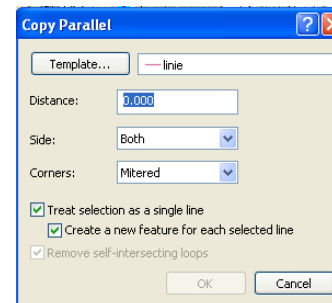 Copy Parallel
Template... linie
Distance: 0.000
Side: Both
Corners: Mitered
Treat selection as a single line
Create a new feature for each selected line
Remove self-intersecting loops
OK Cancel